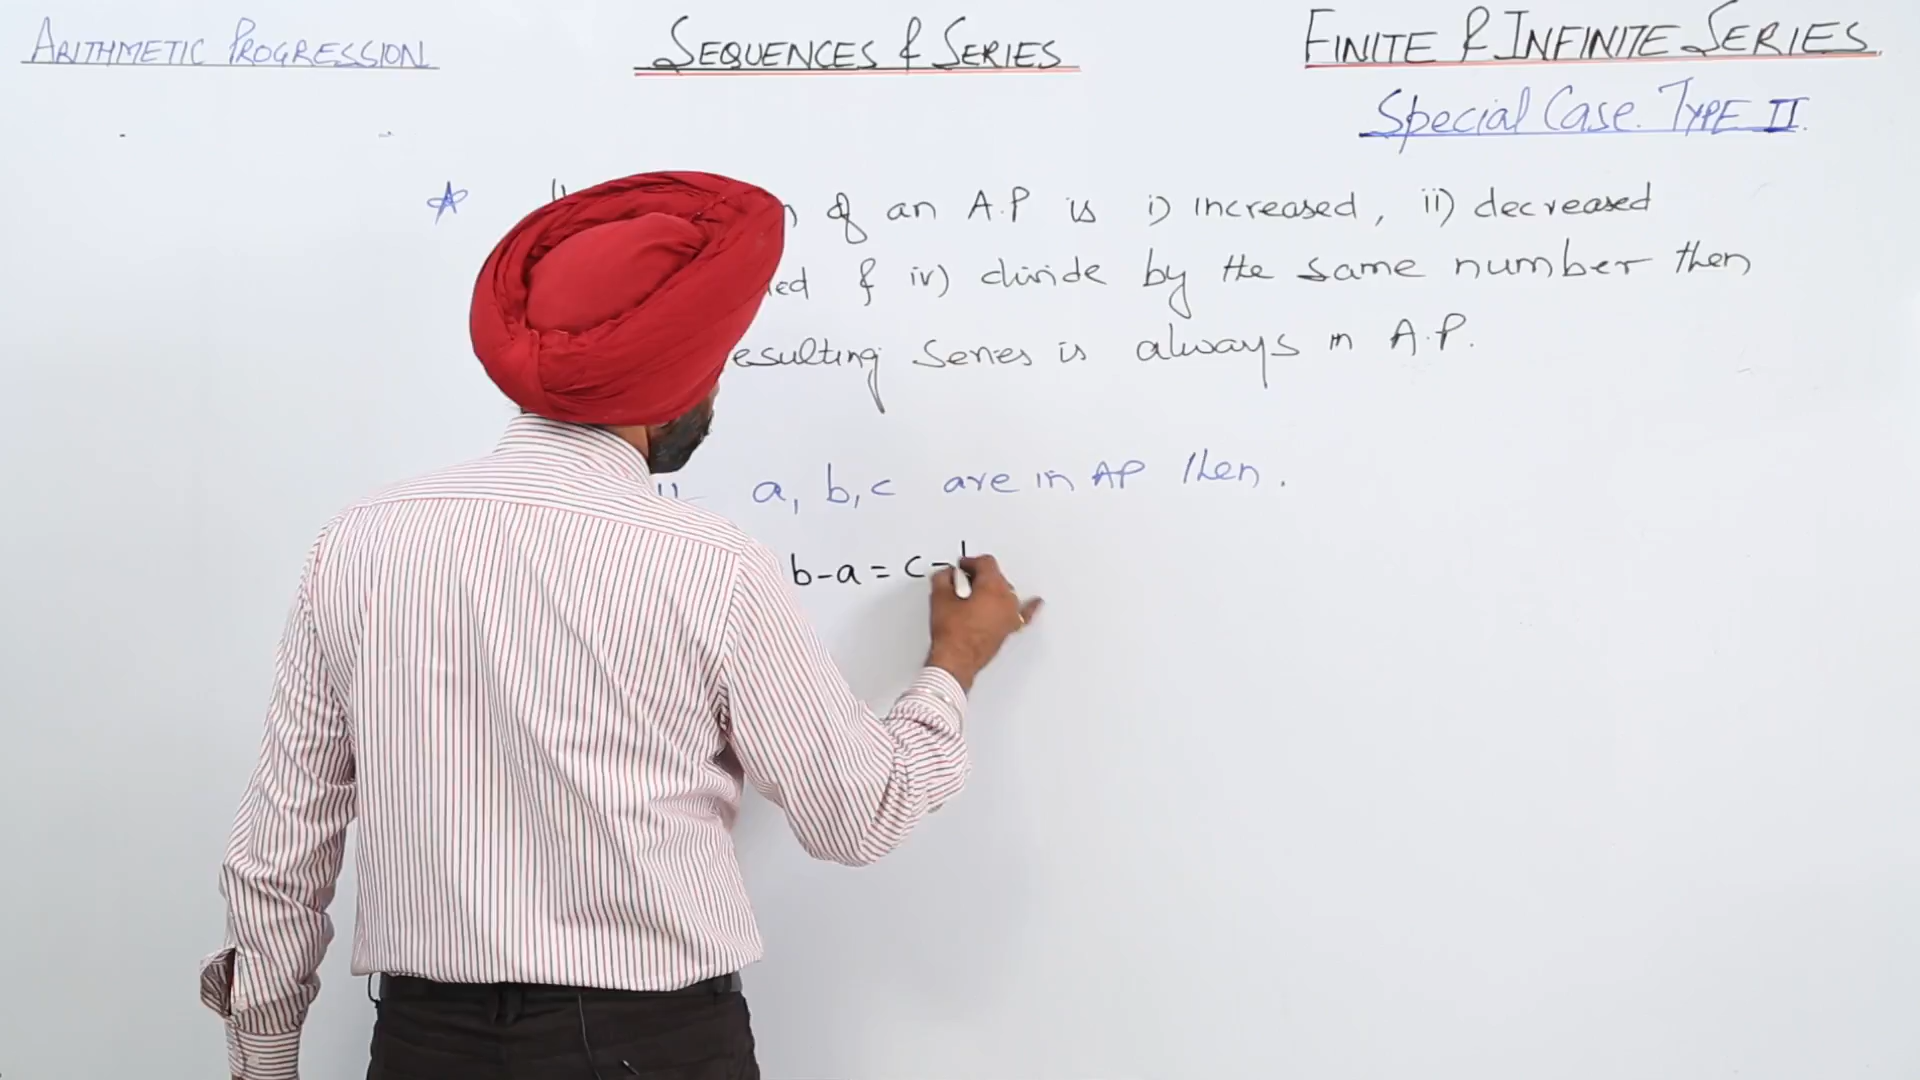 ARITHMETIC PROGRESSION
SEQUENCES & SERIES
FINITE & INFINITE SERIES
Special Case. TYPE II.
of an A.P is i) increased, ii) decreased
& iv) divide by the same number then
esulting Series is always in A.P.
a, b, c are in AP then.
b-a = c-